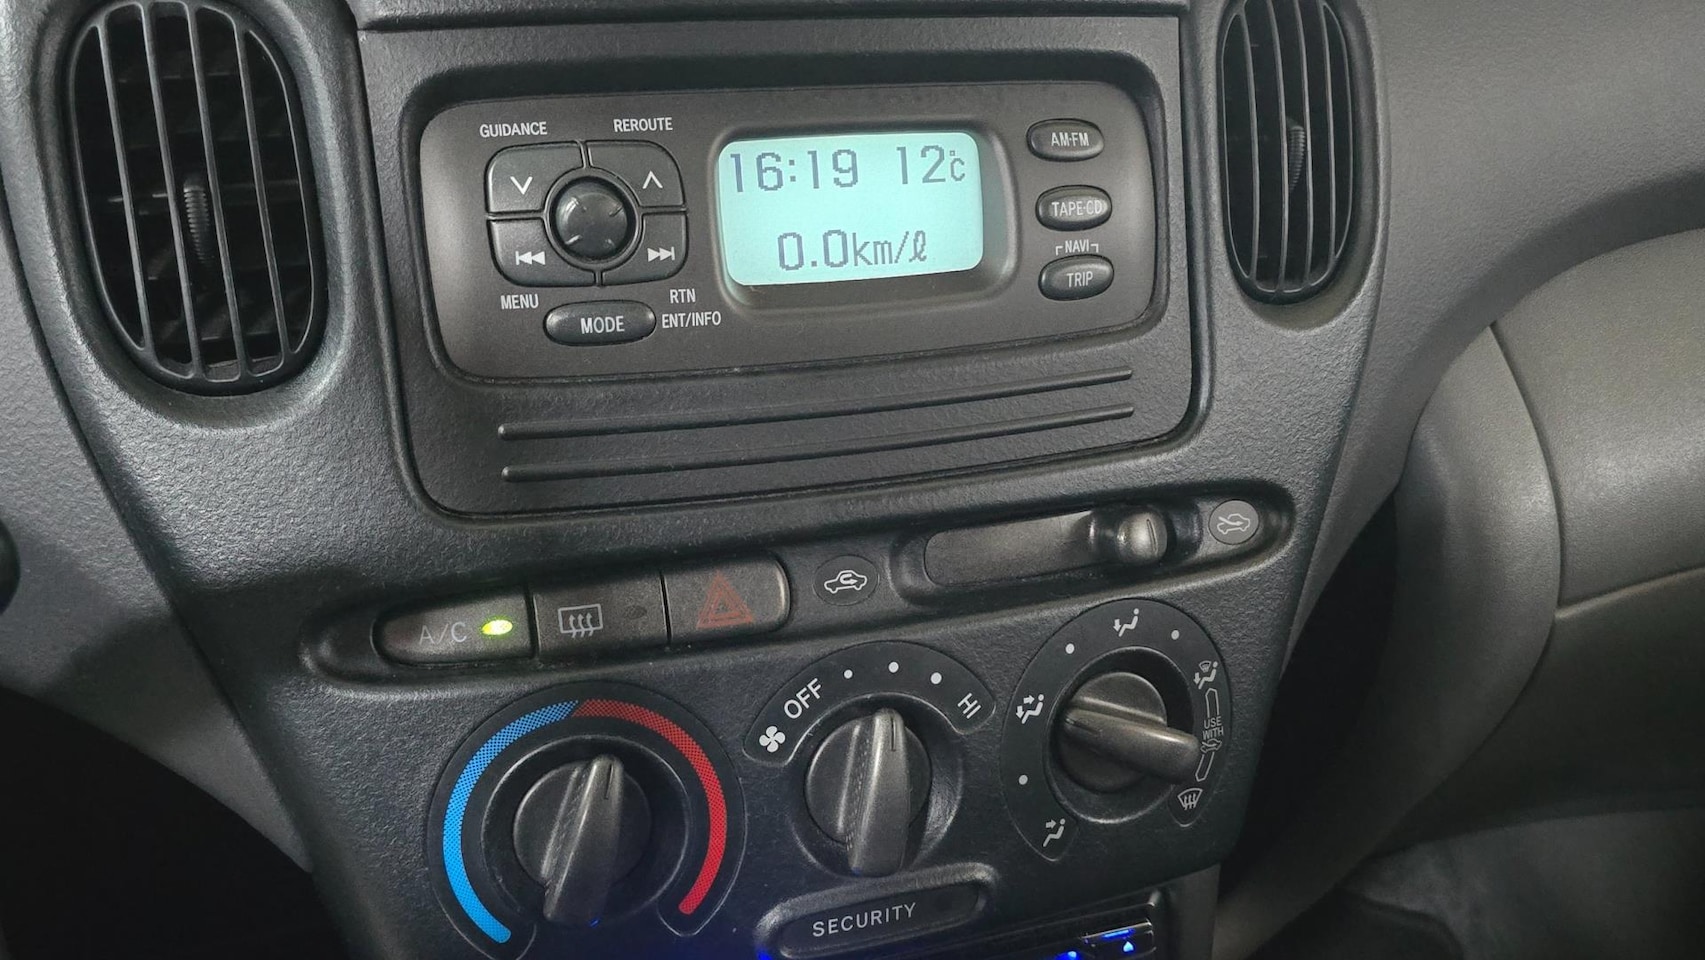 GUIDANCE REROUTE
16:19 12℃
0.0km/ℓ
AM·FM
TAPE·CD
NAVI
TRIP
MENU RTN
MODE ENT/INFO
A/C
OFF HI
USE
WITH
SECURITY